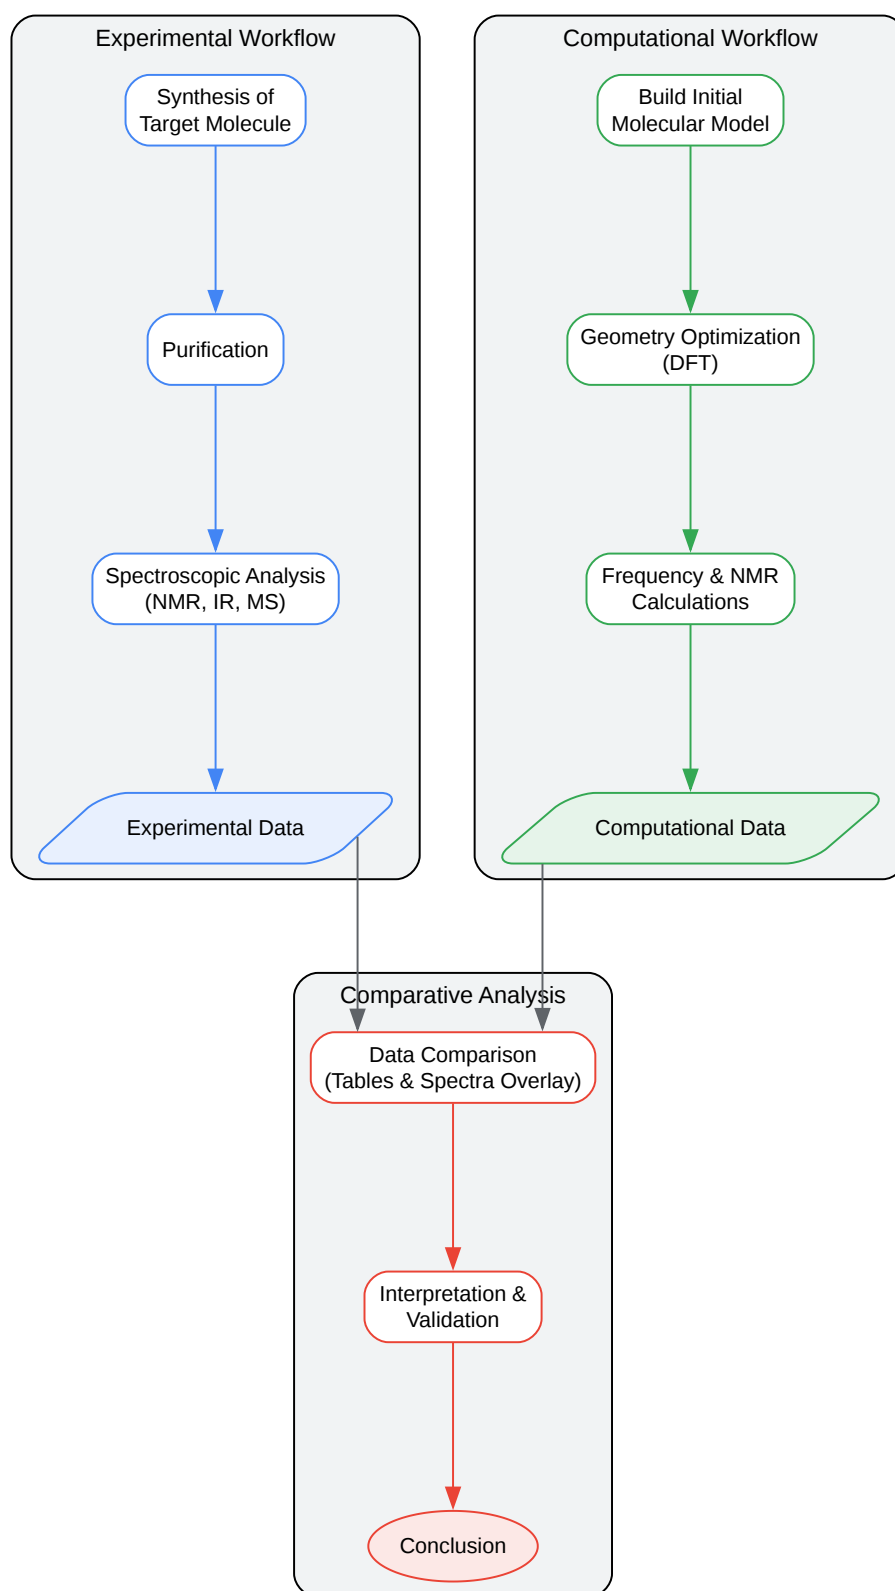 Experimental Workflow
Synthesis of
Target Molecule
Purification
Spectroscopic Analysis
(NMR, IR, MS)
Experimental Data
Computational Workflow
Build Initial
Molecular Model
Geometry Optimization
(DFT)
Frequency & NMR
Calculations
Computational Data
Comparative Analysis
Data Comparison
(Tables & Spectra Overlay)
Interpretation &
Validation
Conclusion